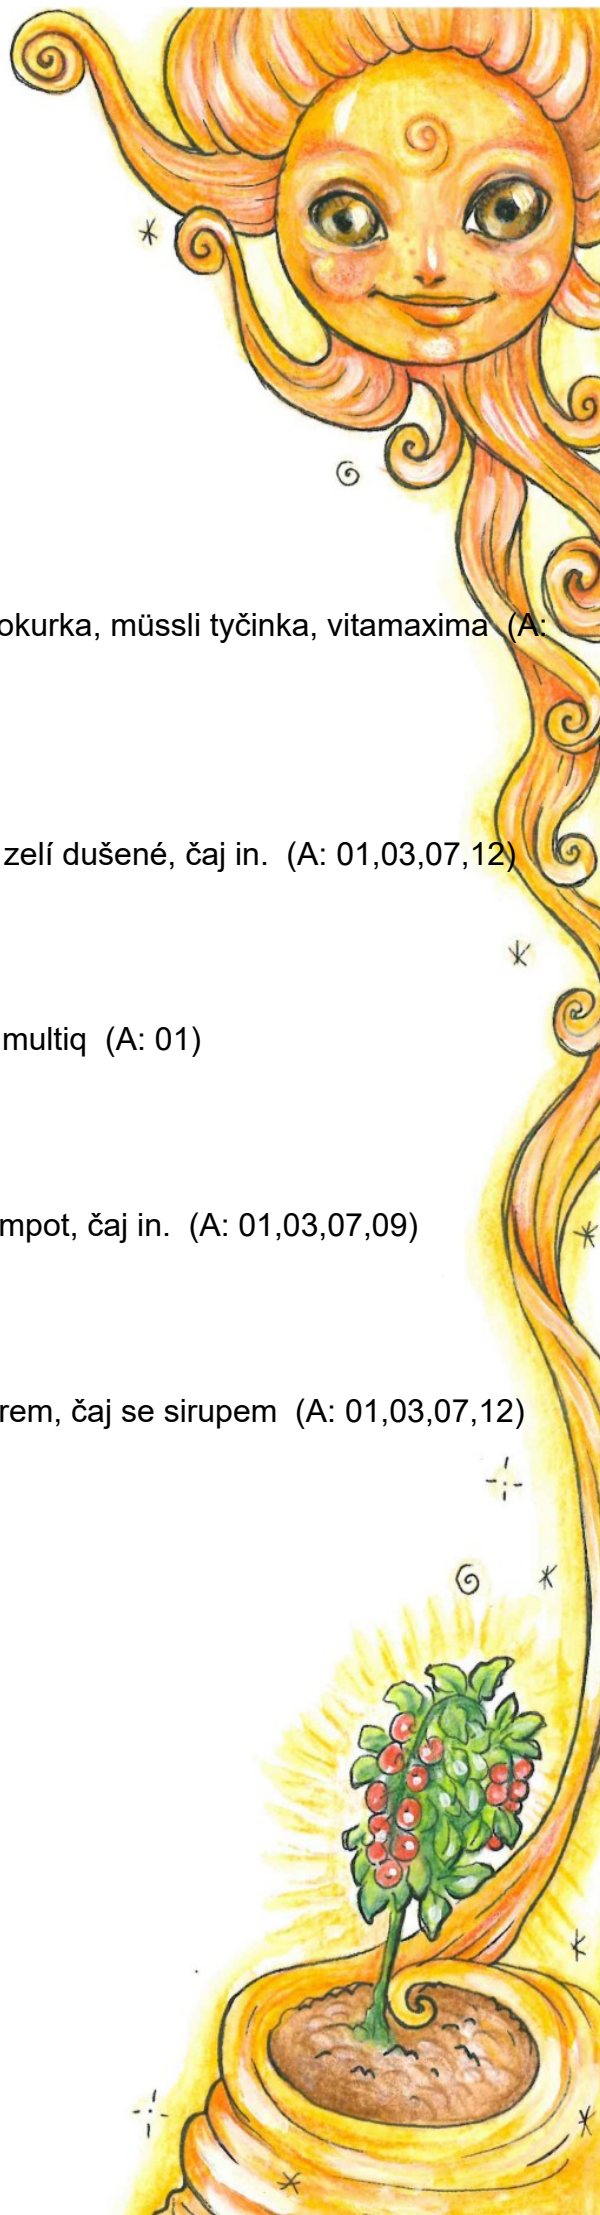 okurka, müssli tyčinka, vitamaxima (A:
zelí dušené, čaj in. (A: 01,03,07,12)
multiq (A: 01)
mpot, čaj in. (A: 01,03,07,09)
rem, čaj se sirupem (A: 01,03,07,12)